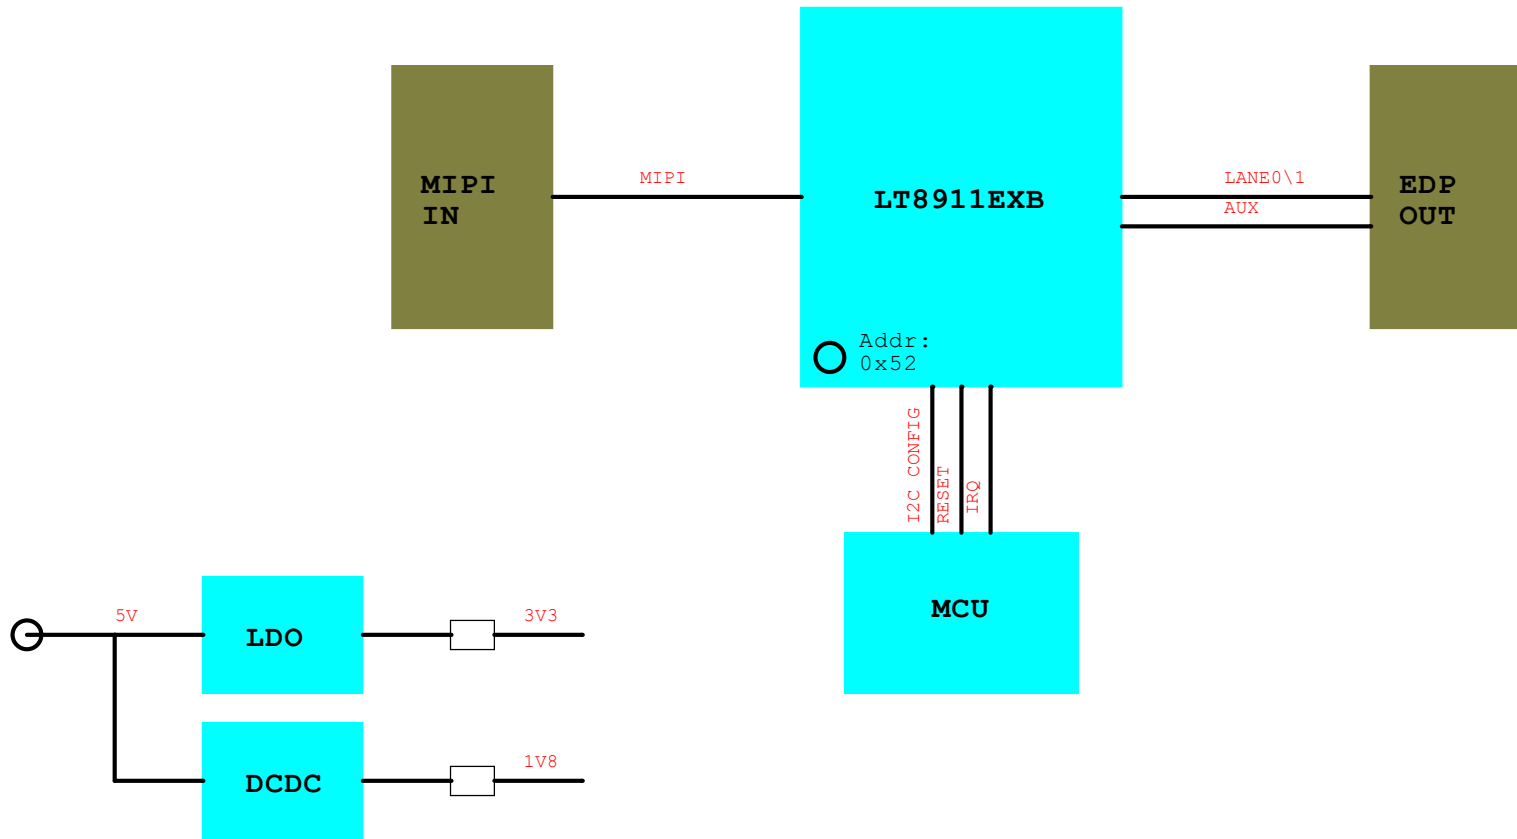 MIPI
IN
MIPI
LT8911EXB
LANE0\1
AUX
EDP
OUT
Addr:
0x52
I2C CONFIG
RESET
IRQ
MCU
5V
LDO
3V3
DCDC
1V8